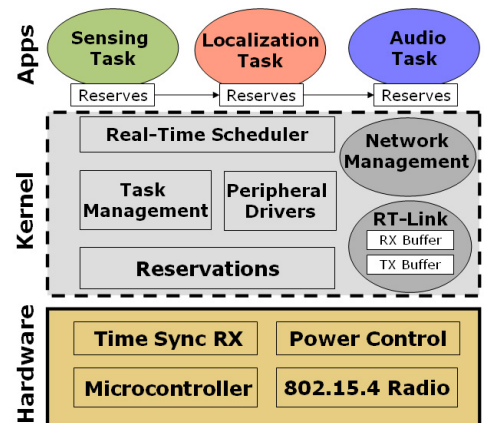 Apps
Sensing
Task
Localization
Task
Audio
Task
Reserves
Reserves
Reserves
Kernel
Real-Time Scheduler
Network
Management
Task
Management
Peripheral
Drivers
RT-Link
RX Buffer
TX Buffer
Reservations
Hardware
Time Sync RX
Power Control
Microcontroller
802.15.4 Radio